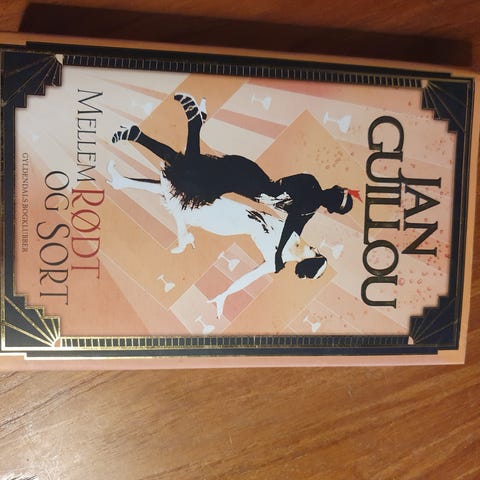 JAN
GUILLOU
MELLEM RØDT
OG SORT
GYLDENDALS BOGKLUBBER